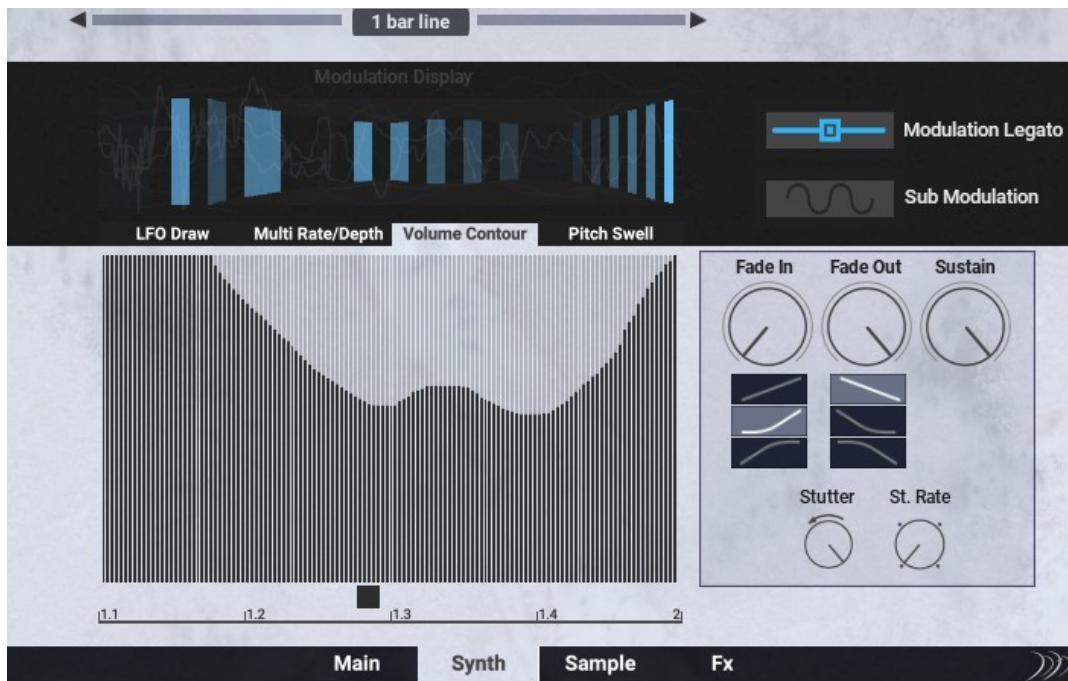 1 bar line
Modulation Display
Modulation Legato
Sub Modulation
LFO Draw Multi Rate/Depth Volume Contour Pitch Swell
Fade In Fade Out Sustain
Stutter St. Rate
1.1 1.2 1.3 1.4 2
Main Synth Sample Fx